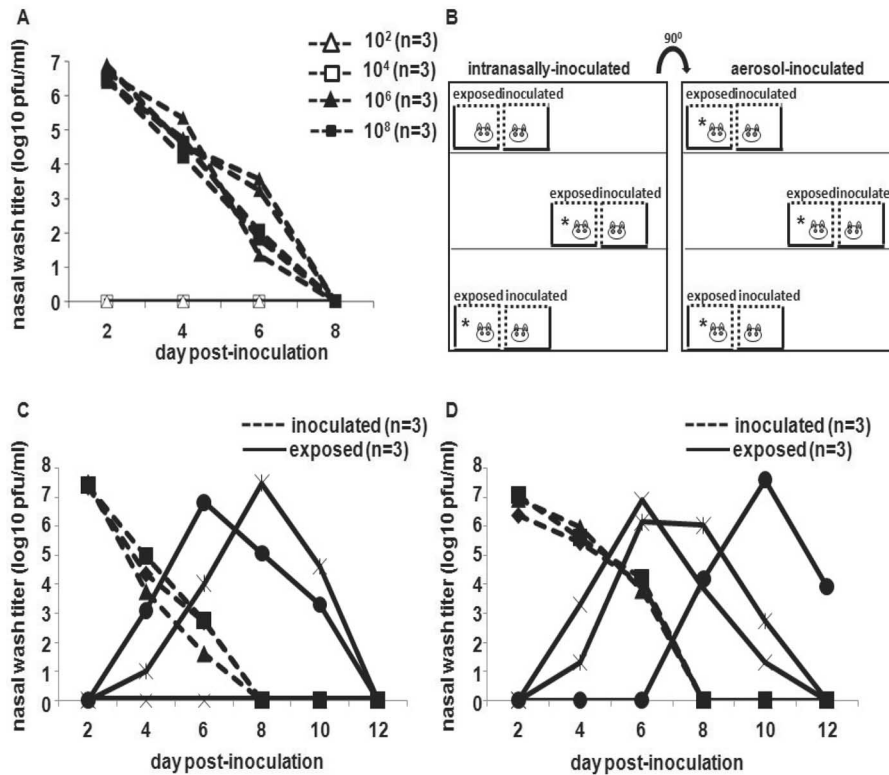 A
nasal wash titer (log10 pfu/ml)
7
6
5
4
3
2
1
0
2 4 6 8
day post-inoculation
10² (n=3)
10⁴ (n=3)
10⁶ (n=3)
10⁸ (n=3)
B
90⁰
intranasally-inoculated
aerosol-inoculated
exposed inoculated
*
exposed inoculated
exposed inoculated
*
exposed inoculated
*
exposed inoculated
*
exposed inoculated
*
C
inoculated (n=3)
exposed (n=3)
nasal wash titer (log10 pfu/ml)
8
7
6
5
4
3
2
1
0
2 4 6 8 10 12
day post-inoculation
D
inoculated (n=3)
exposed (n=3)
nasal wash titer (log10 pfu/ml)
8
7
6
5
4
3
2
1
0
2 4 6 8 10 12
day post-inoculation